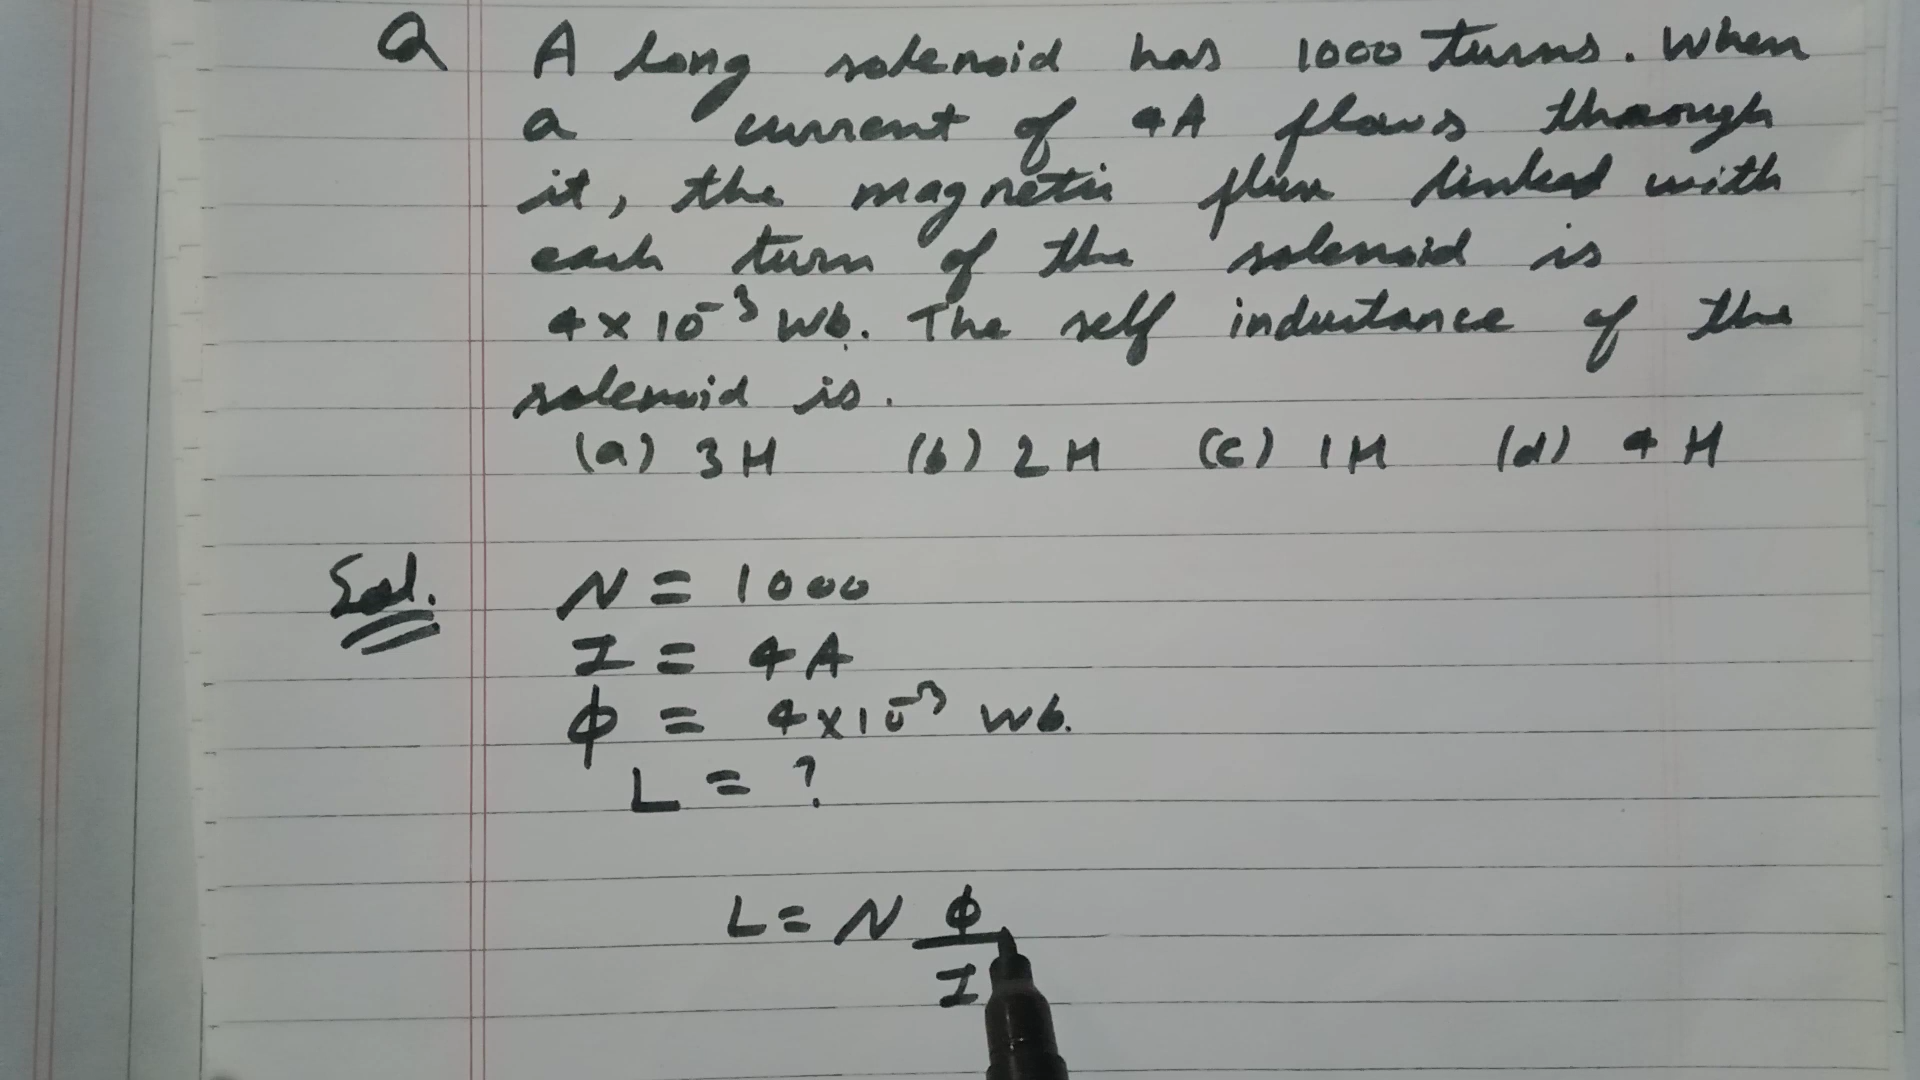 Q A long solenoid has 1000 turns. When
a current of 4A flows through
it, the magnetic flux linked with
each turn of the solenoid is
4 x 10⁻³ Wb. The self inductance of the
solenoid is.
(a) 3H (b) 2H (c) 1H (d) 4 H
Sol. N = 1000
I = 4A
ϕ = 4x10⁻³ Wb.
L = ?
L = N ϕ
I